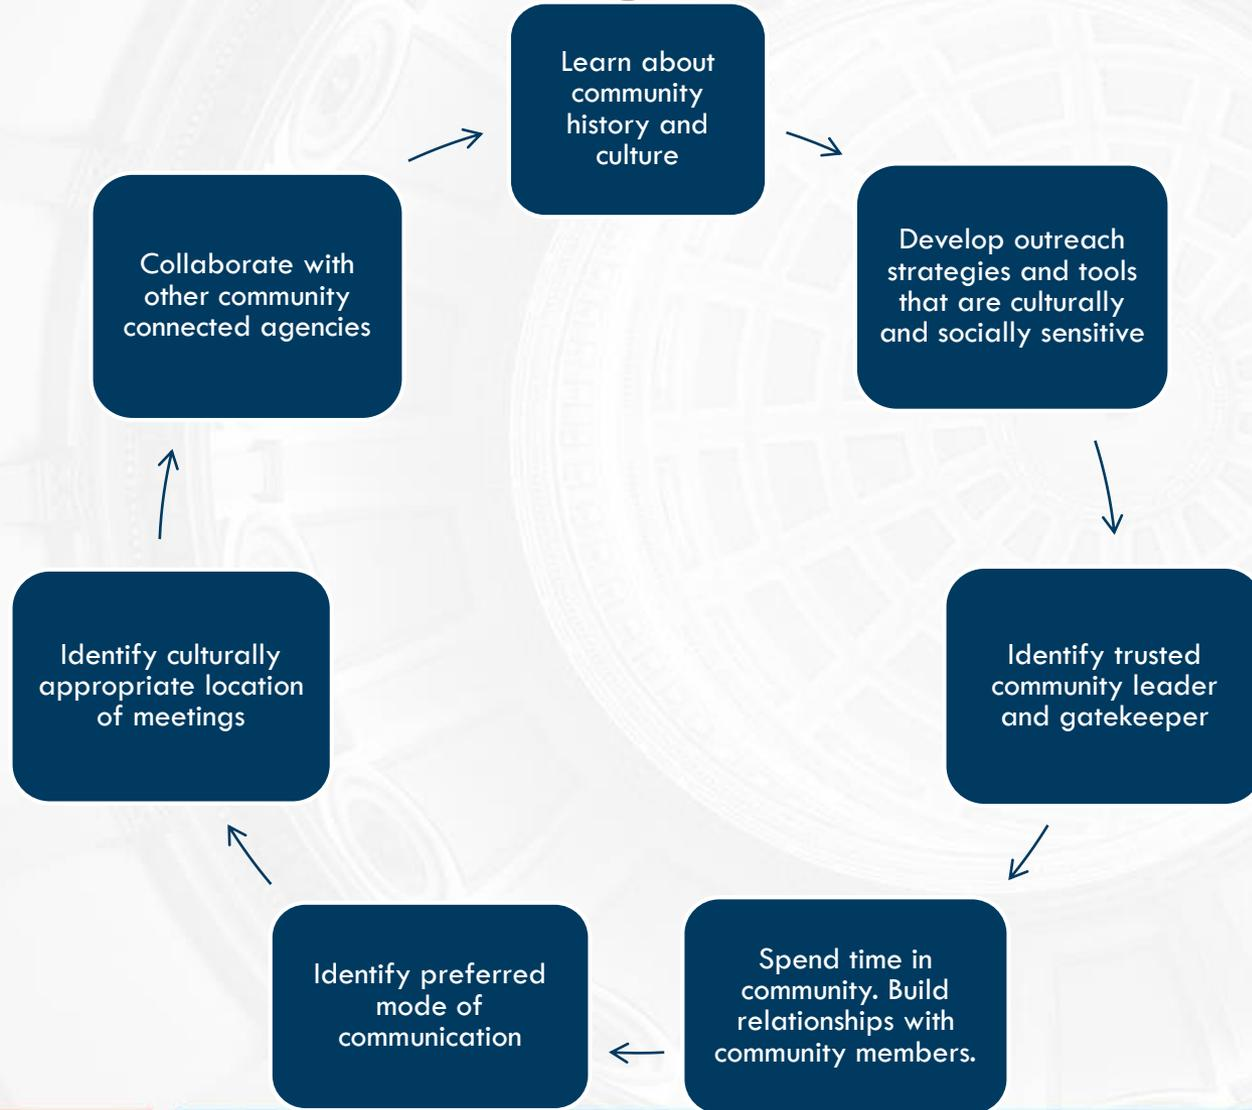 Learn about
community
history and
culture
Develop outreach
strategies and tools
that are culturally
and socially sensitive
Identify trusted
community leader
and gatekeeper
Spend time in
community. Build
relationships with
community members.
Identify preferred
mode of
communication
Identify culturally
appropriate location
of meetings
Collaborate with
other community
connected agencies